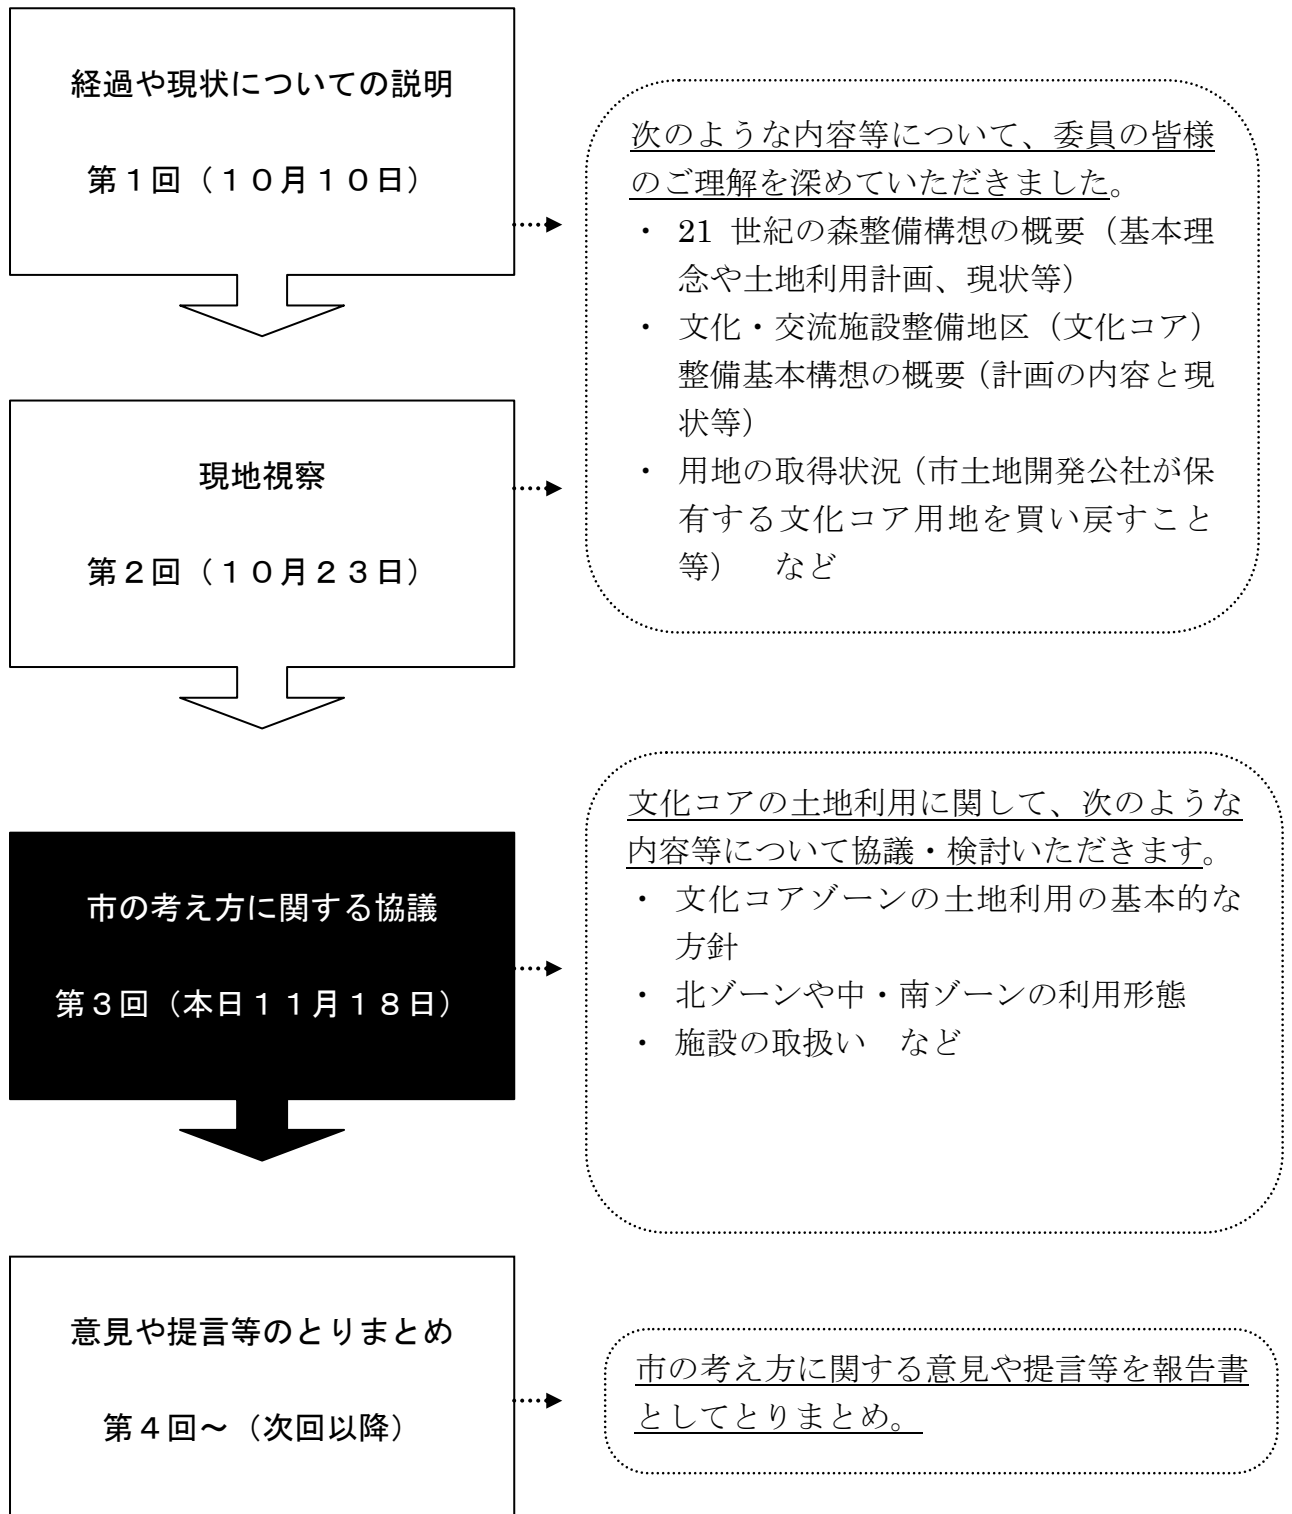 経過や現状についての説明
第１回（１０月１０日）
次のような内容等について、委員の皆様
のご理解を深めていただきました。
・ 21 世紀の森整備構想の概要（基本理
念や土地利用計画、現状等）
・ 文化・交流施設整備地区（文化コア）
整備基本構想の概要（計画の内容と現
状等）
・ 用地の取得状況（市土地開発公社が保
有する文化コア用地を買い戻すこと
等）　など
現地視察
第２回（１０月２３日）
市の考え方に関する協議
第３回（本日１１月１８日）
文化コアの土地利用に関して、次のような
内容等について協議・検討いただきます。
・ 文化コアゾーンの土地利用の基本的な
方針
・ 北ゾーンや中・南ゾーンの利用形態
・ 施設の取扱い　など
意見や提言等のとりまとめ
第４回～（次回以降）
市の考え方に関する意見や提言等を報告書
としてとりまとめ。